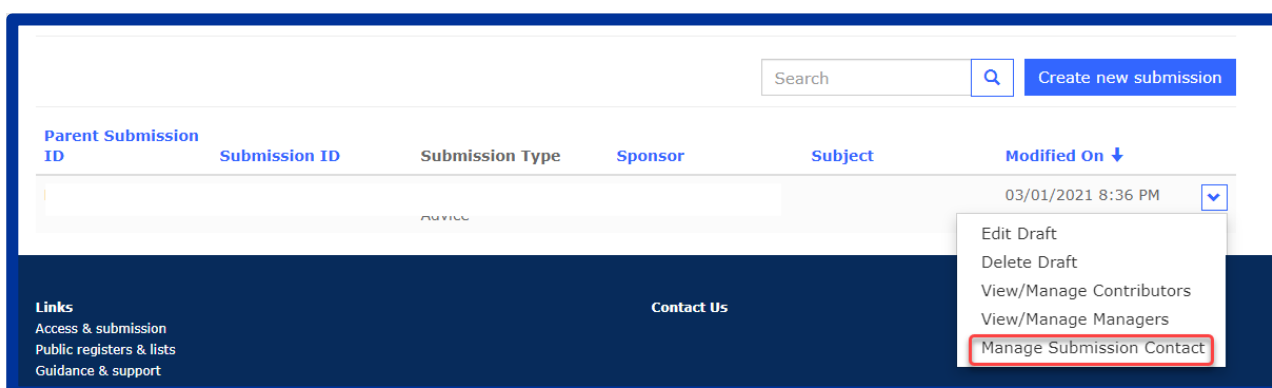 Search
Create new submission
Parent Submission
ID
Submission ID
Submission Type
Sponsor
Subject
Modified On
03/01/2021 8:36 PM
Edit Draft
Delete Draft
View/Manage Contributors
View/Manage Managers
Manage Submission Contact
Links
Contact Us
Access & submission
Public registers & lists
Guidance & support